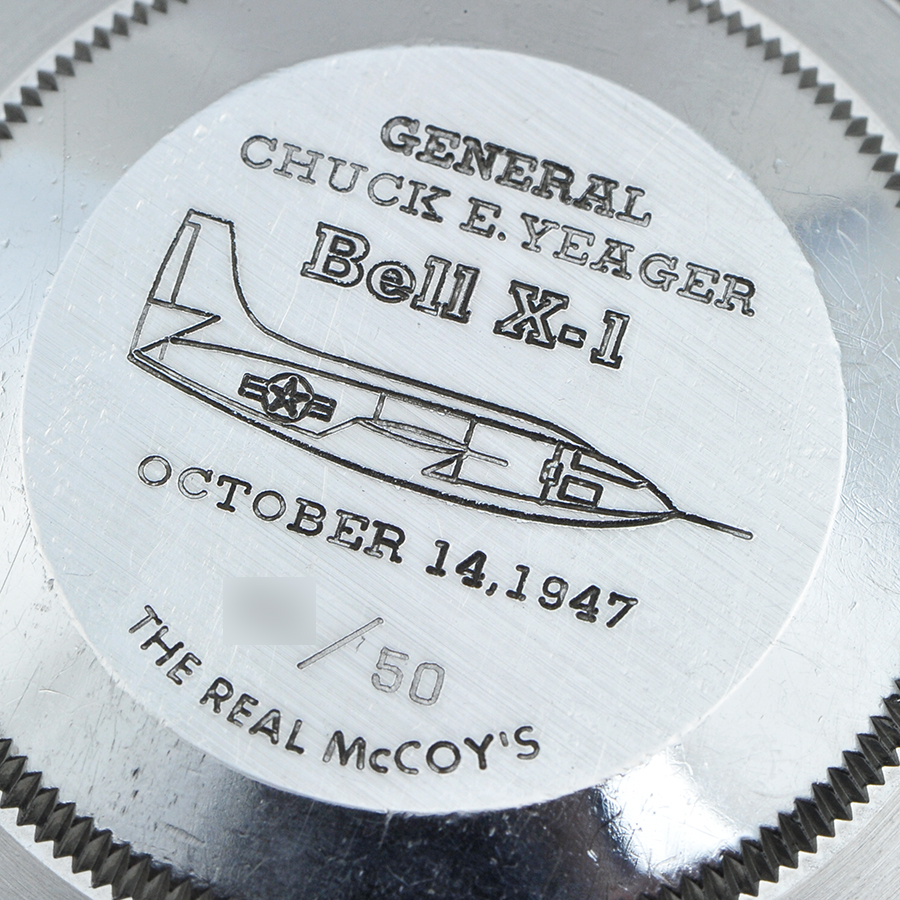 GENERAL
CHUCK E. YEAGER
Bell X-1
OCTOBER 14, 1947
/ 50
THE REAL McCOY'S